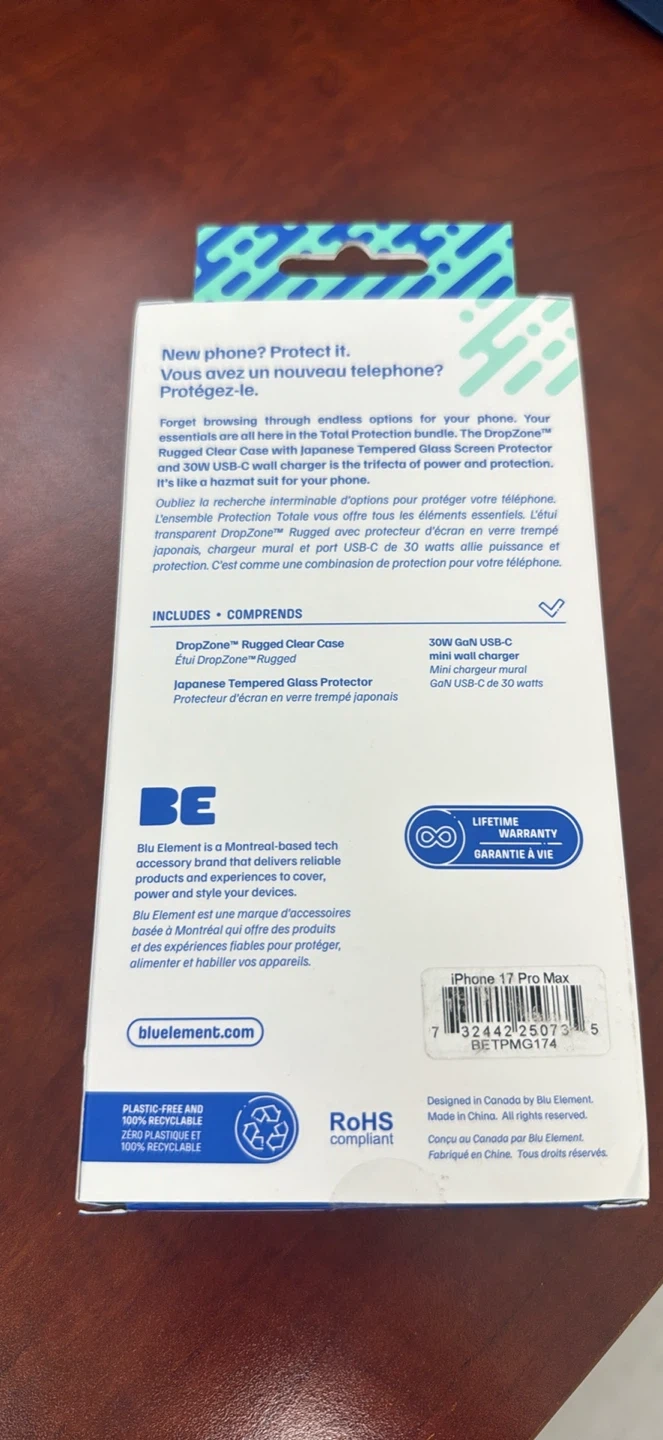 New phone? Protect it.
Vous avez un nouveau telephone?
Protégez-le.
Forget browsing through endless options for your phone. Your
essentials are all here in the Total Protection bundle. The DropZone™
Rugged Clear Case with Japanese Tempered Glass Screen Protector
and 30W USB-C wall charger is the trifecta of power and protection.
It's like a hazmat suit for your phone.
Oubliez la recherche interminable d'options pour protéger votre téléphone.
L'ensemble Protection Totale vous offre tous les éléments essentiels. L'étui
transparent DropZone™ Rugged avec protecteur d'écran en verre trempé
japonais, chargeur mural et port USB-C de 30 watts allie puissance et
protection. C'est comme une combinasion de protection pour votre téléphone.
INCLUDES • COMPRENDS
DropZone™ Rugged Clear Case
Étui DropZone™ Rugged
Japanese Tempered Glass Protector
Protecteur d'écran en verre trempé japonais
30W GaN USB-C
mini wall charger
Mini chargeur mural
GaN USB-C de 30 watts
BE
Blu Element is a Montreal-based tech
accessory brand that delivers reliable
products and experiences to cover,
power and style your devices.
Blu Element est une marque d'accessoires
basée à Montréal qui offre des produits
et des expériences fiables pour protéger,
alimenter et habiller vos appareils.
LIFETIME
WARRANTY
GARANTIE À VIE
iPhone 17 Pro Max
7 32442 25073 5
BETPMG174
bluelement.com
PLASTIC-FREE AND
100% RECYCLABLE
ZÉRO PLASTIQUE ET
100% RECYCLABLE
RoHS
compliant
Designed in Canada by Blu Element.
Made in China. All rights reserved.
Conçu au Canada par Blu Element.
Fabriqué en Chine. Tous droits réservés.